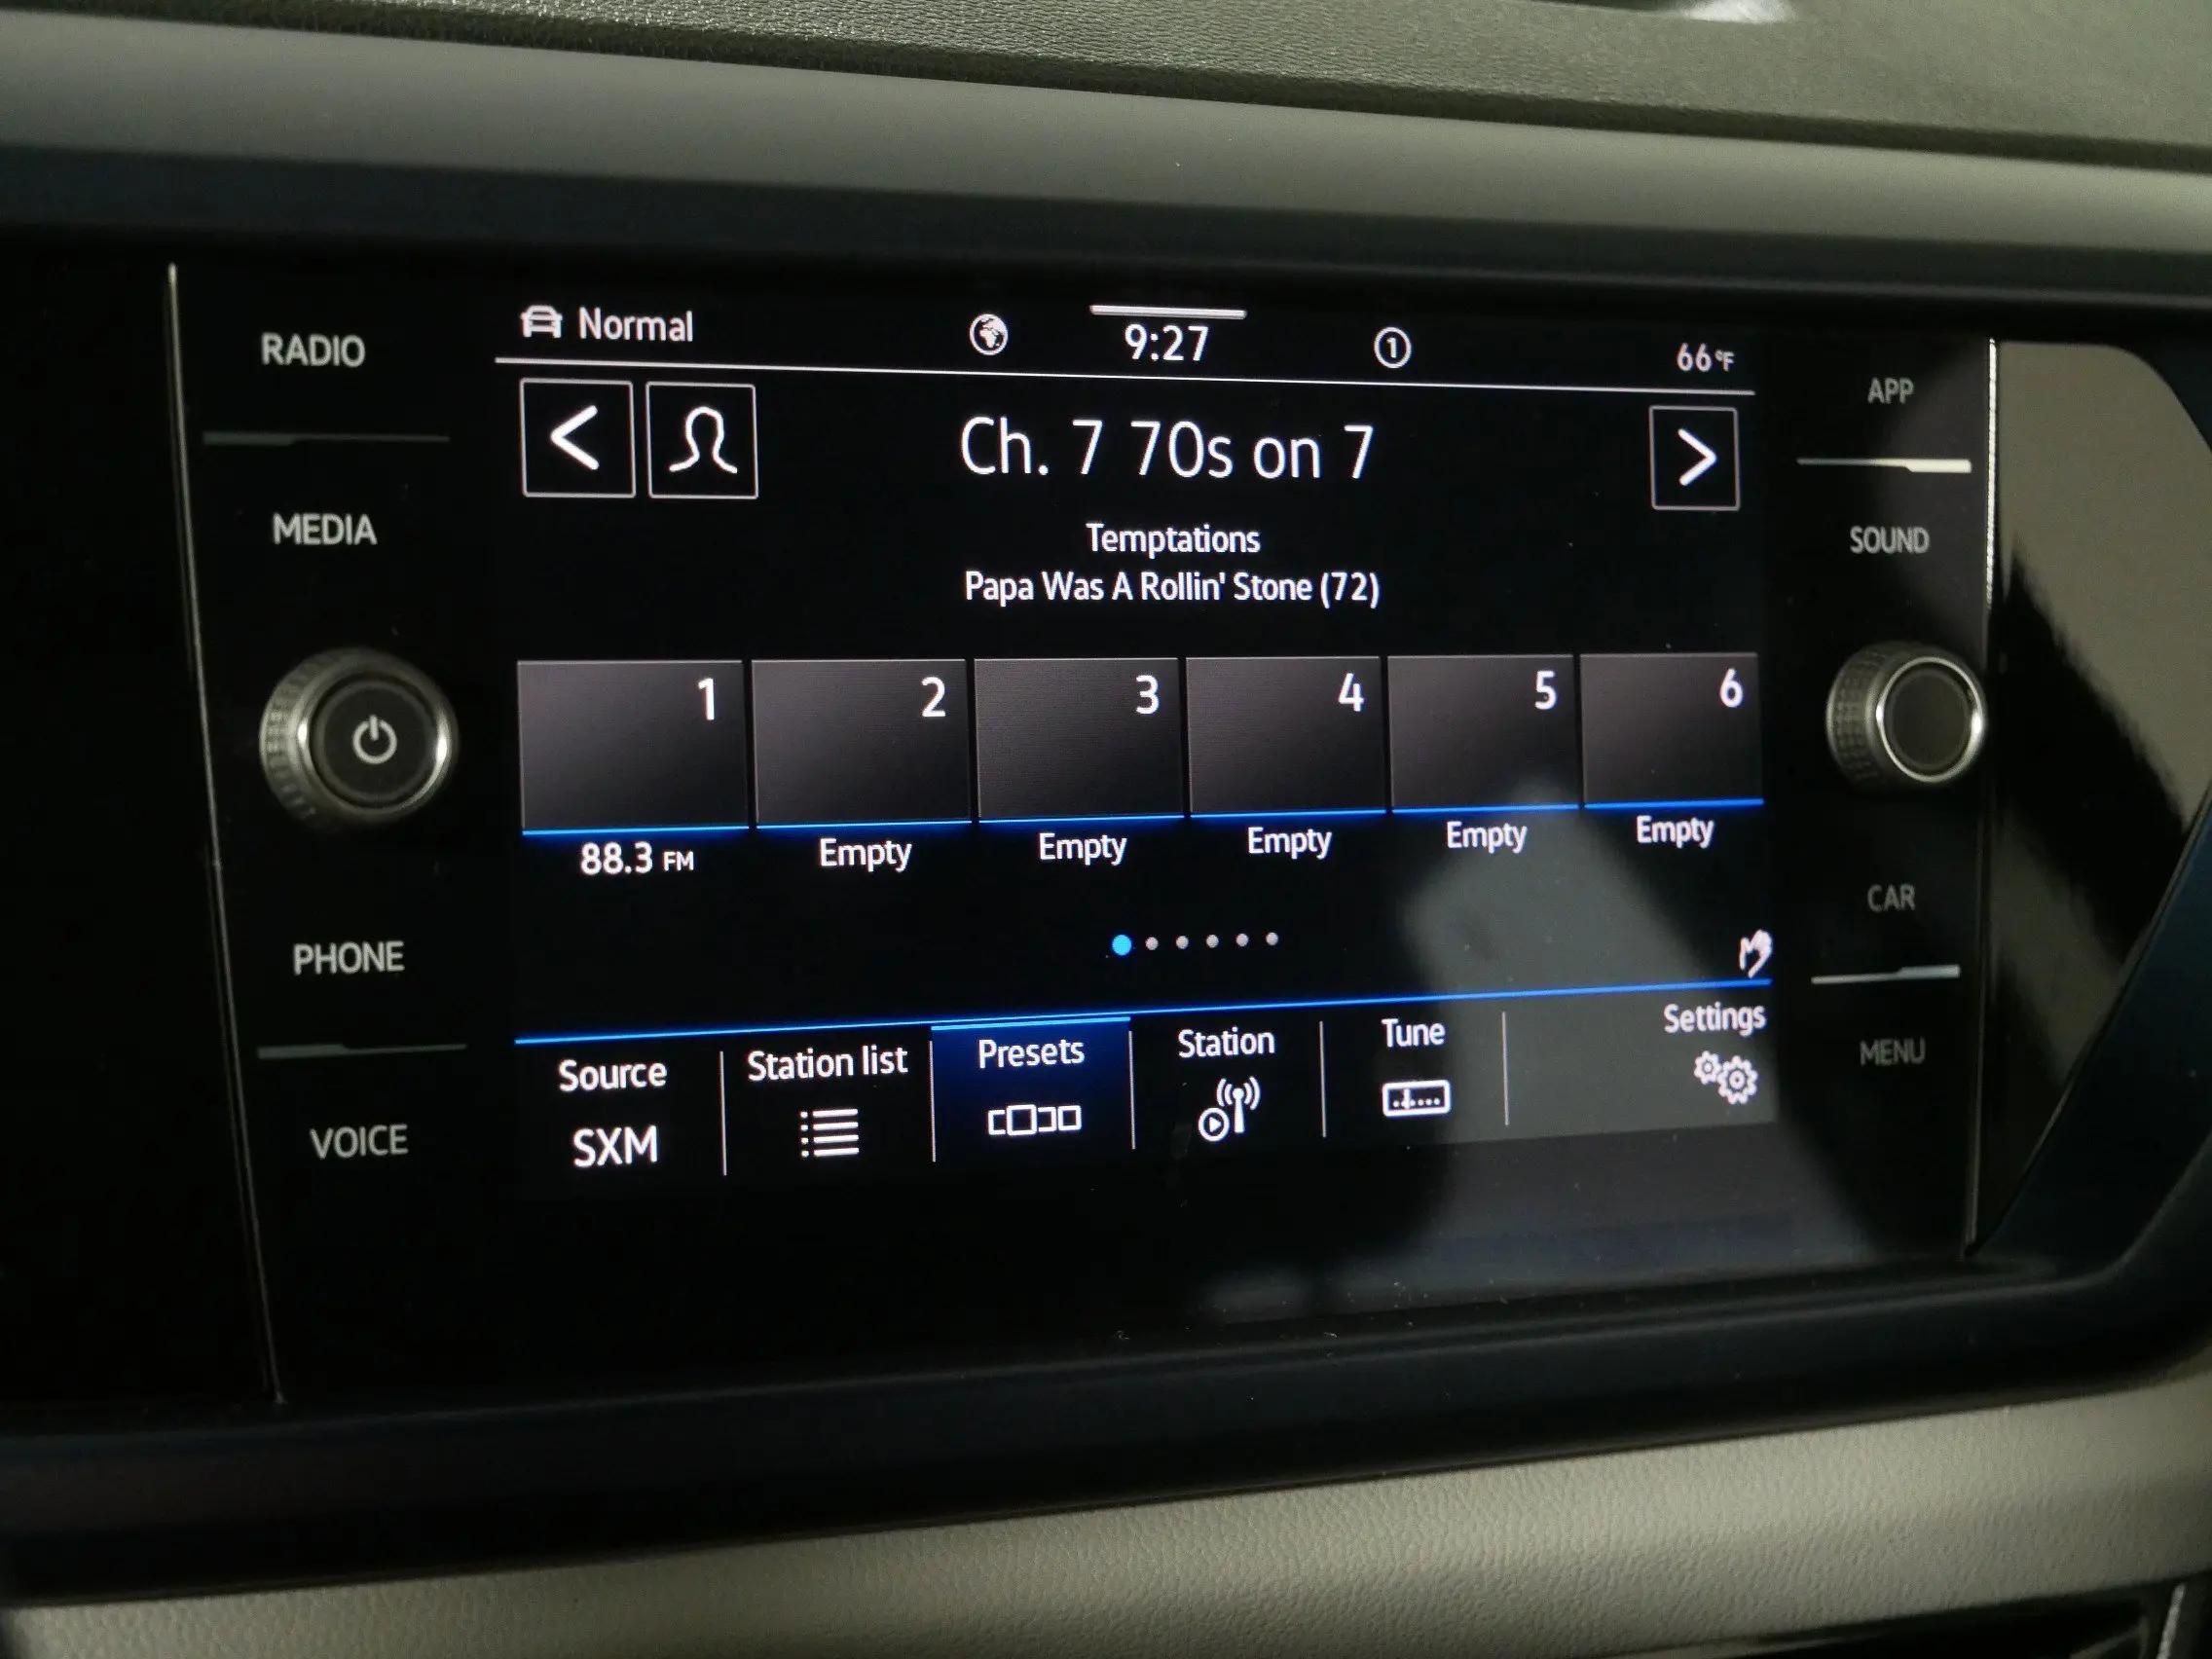 RADIO
MEDIA
PHONE
VOICE
Normal
9:27
1
66°F
Ch. 7 70s on 7
Temptations
Papa Was A Rollin' Stone (72)
1 2 3 4 5 6
88.3 FM Empty Empty Empty Empty Empty
Source Station list Presets Station Tune Settings
SXM
APP
SOUND
CAR
MENU